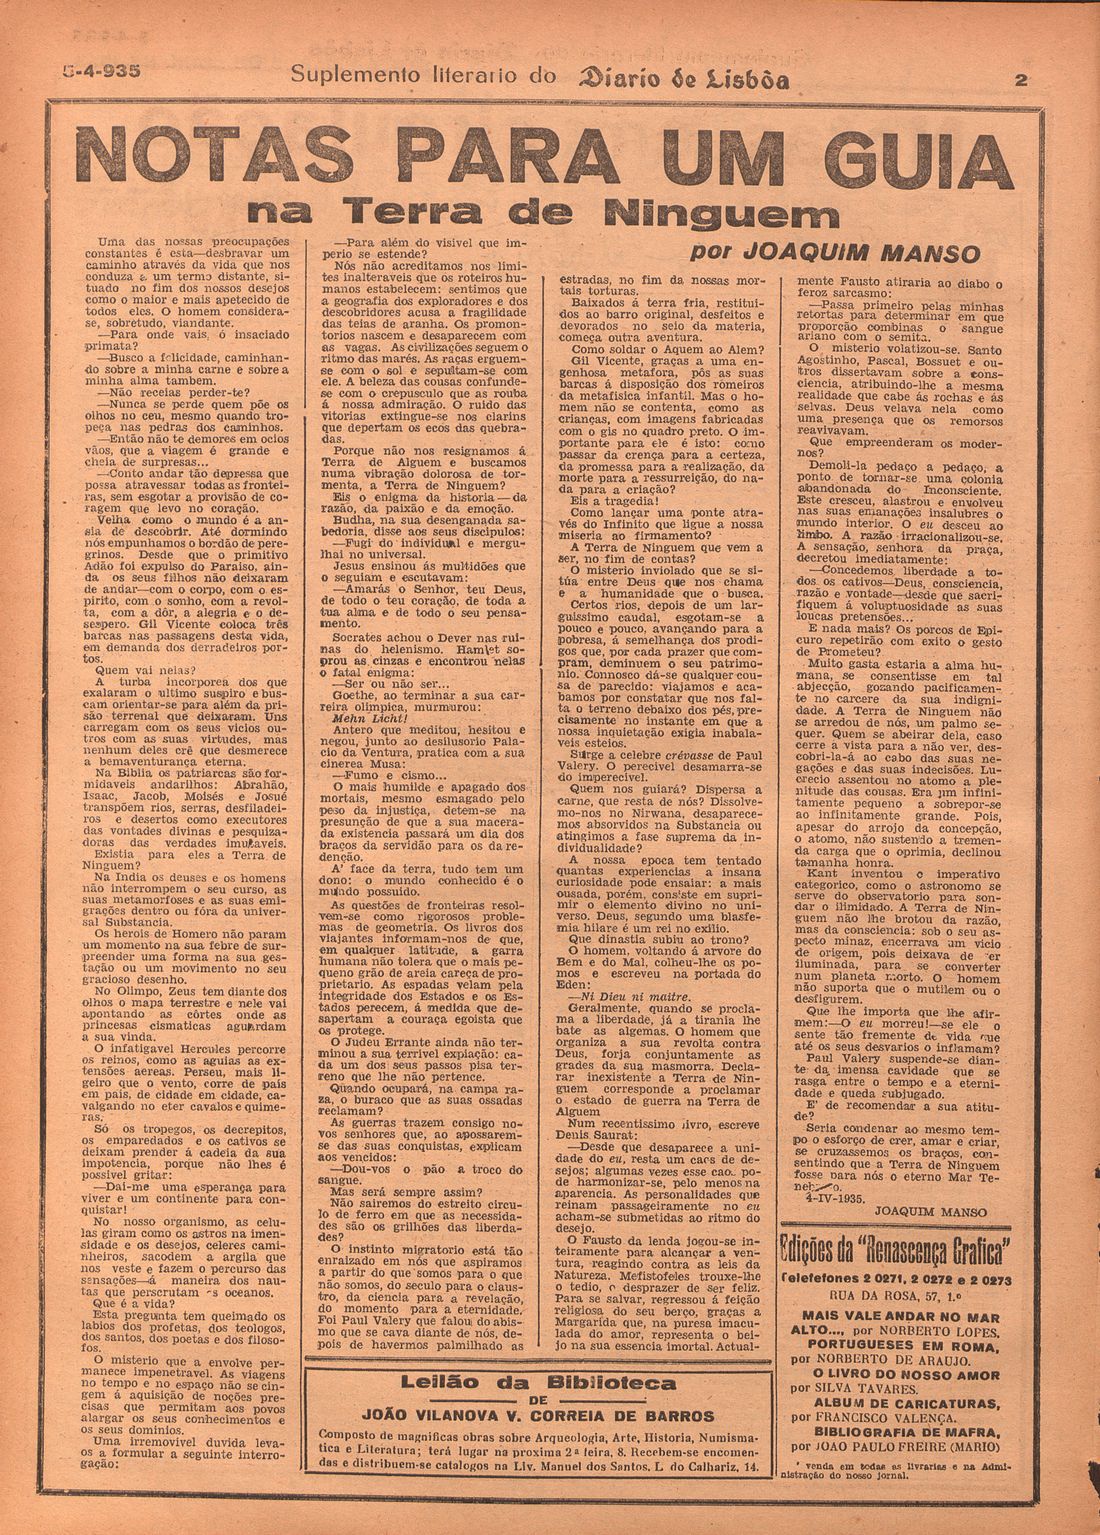 5-4-935
Suplemento literario do Diario de Lisbôa
2
NOTAS PARA UM GUIA
na Terra de Ninguem
por JOAQUIM MANSO
Uma das nossas preocupações
constantes é esta—desbravar um
caminho através da vida que nos
conduza a um termo distante, si-
tuado no fim dos nossos desejos
como o maior e mais apetecido de
todos eles. O homem considera-
se, sobretudo, viandante.
—Para onde vais, ó insaciado
primata?
—Busco a felicidade, caminhan-
do sobre a minha carne e sobre a
minha alma tambem.
—Não receias perder-te?
—Nunca se perde quem põe os
olhos no ceu, mesmo quando tro-
peça nas pedras dos caminhos.
—Então não te demores em ocios
vãos, que a viagem é grande e
cheia de surpresas...
—Conto andar tão depressa que
possa atravessar todas as frontei-
ras, sem esgotar a provisão de co-
ragem que levo no coração.
Velha como o mundo é a an-
sia de descobrir. Até dormindo
nós empunhamos o bordão de pere-
grinos. Desde que o primitivo
Adão foi expulso do Paraiso, ain-
da os seus filhos não deixaram
de andar—com o corpo, com o es-
pirito, com o sonho, com a revol-
ta, com a dôr, a alegria e o de-
sespero. Gil Vicente coloca três
barcas nas passagens desta vida,
em demanda dos derradeiros por-
tos.
Quem vai nelas?
A turba incorporea dos que
exalaram o ultimo suspiro e bus-
cam orientar-se para além da pri-
são terrenal que deixaram. Uns
carregam com os seus vicios ou-
tros com as suas virtudes, mas
nenhum deles crê que desmerece
a bemaventurança eterna.
Na Biblia os patriarcas são for-
midaveis andarilhos: Abrahão,
Isaac, Jacob, Moisés e Josué
transpõem rios, serras, desfiladei-
ros e desertos como executores
das vontades divinas e pesquiza-
doras das verdades imutaveis.
Existia para eles a Terra de
Ninguem?
Na India os deuses e os homens
não interrompem o seu curso, as
suas metamorfoses e as suas emi-
grações dentro ou fóra da univer-
sal Substancia.
Os herois de Homero não param
um momento na sua febre de sur-
preender uma forma na sua ges-
tação ou um movimento no seu
gracioso desenho.
No Olimpo, Zeus tem diante dos
olhos o mapa terrestre e nele vai
apontando as côrtes onde as
princesas cismaticas aguardam
a sua vinda.
O infatigavel Hercules percorre
os reinos, como as aguias as ex-
tensões aereas. Perseu, mais li-
geiro que o vento, corre de país
em país, de cidade em cidade, ca-
valgando no eter cavalos e quime-
ras.
Só os tropegos, os decrepitos,
os emparedados e os cativos se
deixam prender á cadeia da sua
impotencia, porque não lhes é
possivel gritar:
—Dai-me uma esperança para
viver e um continente para con-
quistar!
No nosso organismo, as celu-
las giram como os astros na imen-
sidade e os desejos, celeres cami-
nheiros, sacodem a argila que
nos veste e fazem o percurso das
sensações—á maneira dos nau-
tas que perscrutam os oceanos.
Que é a vida?
Esta pregunta tem queimado os
labios dos profetas, dos teologos,
dos santos, dos poetas e dos filoso-
fos.
O misterio que a envolve per-
manece impenetravel. As viagens
no tempo e no espaço não se cin-
gem á aquisição de noções pre-
cisas que permitam aos povos
alargar os seus conhecimentos e
os seus dominios.
Uma irremovivel duvida leva-
os a formular a seguinte interro-
gação:
—Para além do visivel que im-
perio se estende?
Nós não acreditamos nos limi-
tes inalteraveis que os roteiros hu-
manos estabelecem: sentimos que
a geografia dos exploradores e dos
descobridores acusa a fragilidade
das teias de aranha. Os promon-
torios nascem e desaparecem com
as vagas. As civilizações seguem o
ritmo das marés. As raças erguem-
se com o sol e sepultam-se com
ele. A beleza das cousas confunde-
se com o crepusculo que as rouba
á nossa admiração. O ruido das
vitorias extingue-se nos clarins
que depertam os ecos das quebra-
das.
Porque não nos resignamos á
Terra de Alguem e buscamos
numa vibração dolorosa de tor-
menta, a Terra de Ninguem?
Eis o enigma da historia — da
razão, da paixão e da emoção.
Budha, na sua desenganada sa-
bedoria, disse aos seus discipulos:
—Fugi do individual e mergu-
lhai no universal.
Jesus ensinou ás multidões que
o seguiam e escutavam:
—Amarás o Senhor, teu Deus,
de todo o teu coração, de toda a
tua alma e de todo o seu pensa-
mento.
Socrates achou o Dever nas rui-
nas do helenismo. Hamlet so-
prou as cinzas e encontrou nelas
o fatal enigma:
—Ser ou não ser...
Goethe, ao terminar a sua car-
reira olimpica, murmurou:
Mehn Licht!
Antero que meditou, hesitou e
negou, junto ao desilusorio Pala-
cio da Ventura, pratica com a sua
cinerea Musa:
—Fumo e cismo...
O mais humilde e apagado dos
mortais, mesmo esmagado pelo
peso da injustiça, detem-se na
presunção de que a sua macera-
da existencia passará um dia dos
braços da servidão para os da re-
denção.
A' face da terra, tudo tem um
dono: o mundo conhecido é o
mundo possuido.
As questões de fronteiras resol-
vem-se como rigorosos proble-
mas de geometria. Os livros dos
viajantes informam-nos de que,
em qualquer latitude, a garra
humana não tolera que o mais pe-
queno grão de areia careça de pro-
prietario. As espadas velam pela
integridade dos Estados e os Es-
tados perecem, á medida que de-
sapertam a couraça egoista que
os protege.
O Judeu Errante ainda não ter-
minou a sua terrivel expiação: ca-
da um dos seus passos pisa ter-
reno que lhe não pertence.
Quando ocupará, na campa ra-
za, o buraco que as suas ossadas
reclamam?
As guerras trazem consigo no-
vos senhores que, ao apossarem-
se das suas conquistas, explicam
aos vencidos:
—Dou-vos o pão a troco do
sangue.
Mas será sempre assim?
Não sairemos do estreito circu-
lo de ferro em que as necessida-
des são os grilhões da liberda-
des?
O instinto migratorio está tão
enraizado em nós que aspiramos
a partir do que somos para o que
não somos, do seculo para o claus-
tro, da ciencia para a revelação,
do momento para a eternidade.
Foi Paul Valery que falou do abis-
mo que se cava diante de nós, de-
pois de havermos palmilhado as
estradas, no fim da nossas mor-
tais torturas.
Baixados á terra fria, restitui-
dos ao barro original, desfeitos e
devorados no seio da materia,
começa outra aventura.
Como soldar o Aquem ao Alem?
Gil Vicente, graças a uma en-
genhosa metafora, pôs as suas
barcas á disposição dos rômeiros
da metafisica infantil. Mas o ho-
mem não se contenta, como as
crianças, com imagens fabricadas
com o gis no quadro preto. O im-
portante para ele é isto: como
passar da crença para a certeza,
da promessa para a realização, da
morte para a ressurreição, do na-
da para a criação?
Eis a tragedia!
Como lançar uma ponte atra-
vés do Infinito que ligue a nossa
miseria ao firmamento?
A Terra de Ninguem que vem a
ser, no fim de contas?
O misterio inviolado que se si-
túa entre Deus que nos chama
e a humanidade que o busca.
Certos rios, depois de um lar-
guissimo caudal, esgotam-se a
pouco e pouco, avançando para a
pobresa, á semelhança dos prodi-
gos que, por cada prazer que com-
pram, deminuem o seu patrimo-
nio. Connosco dá-se qualquer cou-
sa de parecido: viajamos e aca-
bamos por constatar que nos fal-
ta o terreno debaixo dos pés, pre-
cisamente no instante em que a
nossa inquietação exigia inabala-
veis esteios.
Surge a celebre crévasse de Paul
Valery. O perecivel desamarra-se
do imperecivel.
Quem nos guiará? Dispersa a
carne, que resta de nós? Dissolve-
mo-nos no Nirwana, desaparece-
mos absorvidos na Substancia ou
atingimos a fase suprema da in-
dividualidade?
A nossa epoca tem tentado
quantas experiencias a insana
curiosidade pode ensaiar: a mais
ousada, porém, consiste em supri-
mir o elemento divino no uni-
verso. Deus, segundo uma blasfe-
mia hilare é um rei no exilio.
Que dinastia subiu ao trono?
O homem, voltando á arvore do
Bem e do Mal, colheu-lhe os po-
mos e escreveu na portada do
Eden:
—Ni Dieu ni maitre.
Geralmente, quando se procla-
ma a liberdade, já a tirania lhe
bate as algemas. O homem que
organiza a sua revolta contra
Deus, forja conjuntamente as
grades da sua masmorra. Decla-
rar inexistente a Terra de Nin-
guem corresponde a proclamar
o estado de guerra na Terra de
Alguem
Num recentissimo livro, escreve
Denis Saurat:
—Desde que desaparece a uni-
dade do eu, resta um caos de de-
sejos; algumas vezes esse caos po-
de harmonizar-se, pelo menos na
aparencia. As personalidades que
reinam passageiramente no eu
acham-se submetidas ao ritmo do
desejo.
O Fausto da lenda jogou-se in-
teiramente para alcançar a ven-
tura, reagindo contra as leis da
Natureza. Mefistofeles trouxe-lhe
o tedio, o desprazer de ser feliz.
Para se salvar, regressou á feição
religiosa do seu berço, graças a
Margarida que, na puresa imacu-
lada do amor, representa o bei-
jo na sua essencia imortal. Actual-
mente Fausto atiraria ao diabo o
feroz sarcasmo:
—Passa primeiro pelas minhas
retortas para determinar em que
proporção combinas o sangue
ariano com o semita.
O misterio volatizou-se. Santo
Agostinho, Pascal, Bossuet e ou-
tros dissertavam sobre a cons-
ciencia, atribuindo-lhe a mesma
realidade que cabe ás rochas e ás
selvas. Deus velava nela como
uma presença que os remorsos
reavivavam.
Que empreenderam os moder-
nos?
Demoli-la pedaço a pedaço, a
ponto de tornar-se uma colonia
abandonada do Inconsciente.
Este cresceu, alastrou e envolveu
nas suas emanações insalubres o
mundo interior. O eu desceu ao
limbo. A razão irracionalizou-se.
A sensação, senhora da praça,
decretou imediatamente:
—Concedemos liberdade a to-
dos os cativos—Deus, consciencia,
razão e vontade—desde que sacri-
fiquem á voluptuosidade as suas
loucas pretensões...
E nada mais? Os porcos de Epi-
curo repetirão com exito o gesto
de Prometeu?
Muito gasta estaria a alma hu-
mana, se consentisse em tal
abjecção, gozando pacificamen-
te no carcere da sua indigni-
dade. A Terra de Ninguem não
se arredou de nós, um palmo se-
quer. Quem se abeirar dela, caso
cerre a vista para a não ver, des-
cobri-la-á ao cabo das suas ne-
gações e das suas indecisões. Lu-
crecio assentou no atomo a ple-
nitude das cousas. Era um infini-
tamente pequeno a sobrepor-se
ao infinitamente grande. Pois,
apesar do arrojo da concepção,
o atomo, não sustendo a tremen-
da carga que o oprimia, declinou
tamanha honra.
Kant inventou o imperativo
categorico, como o astronomo se
serve do observatorio para son-
dar o ilimidado. A Terra de Nin-
guem não lhe brotou da razão,
mas da consciencia: sob o seu as-
pecto minaz, encerrava um vicio
de origem, pois deixava de ser
iluminada, para se converter
num planeta morto. O homem
não suporta que o mutilem ou o
desfigurem.
Que lhe importa que lhe afir-
mem:—O eu morreu!—se ele o
sente tão fremente de vida que
até os seus desvarios o inflamam?
Paul Valery suspende-se dian-
te da imensa cavidade que se
rasga entre o tempo e a eterni-
dade e queda subjugado.
E' de recomendar a sua atitu-
de?
Seria condenar ao mesmo tem-
po o esforço de crer, amar e criar,
se cruzassemos os braços, con-
sentindo que a Terra de Ninguem
fosse para nós o eterno Mar Te-
4-IV-1935.
JOAQUIM MANSO
Edições da "Renascença Grafica"
Telefones 2 0271, 2 0272 e 2 0273
RUA DA ROSA, 57, 1.º
MAIS VALE ANDAR NO MAR
ALTO..., por NORBERTO LOPES.
PORTUGUESES EM ROMA,
por NORBERTO DE ARAUJO.
O LIVRO DO NOSSO AMOR
por SILVA TAVARES.
ALBUM DE CARICATURAS,
por FRANCISCO VALENÇA.
BIBLIOGRAFIA DE MAFRA,
por JOAO PAULO FREIRE (MARIO)
venda em todas as livrarias e na Admi-
nistração do nosso jornal.
Leilão da Biblioteca
DE
JOÃO VILANOVA V. CORREIA DE BARROS
Composto de magnificas obras sobre Arqueologia, Arte, Historia, Numisma-
tica e Literatura; terá lugar na proxima 2ª feira, 8. Recebem-se encomen-
das e distribuem-se catalogos na Liv. Manuel dos Santos, L do Calhariz, 14.